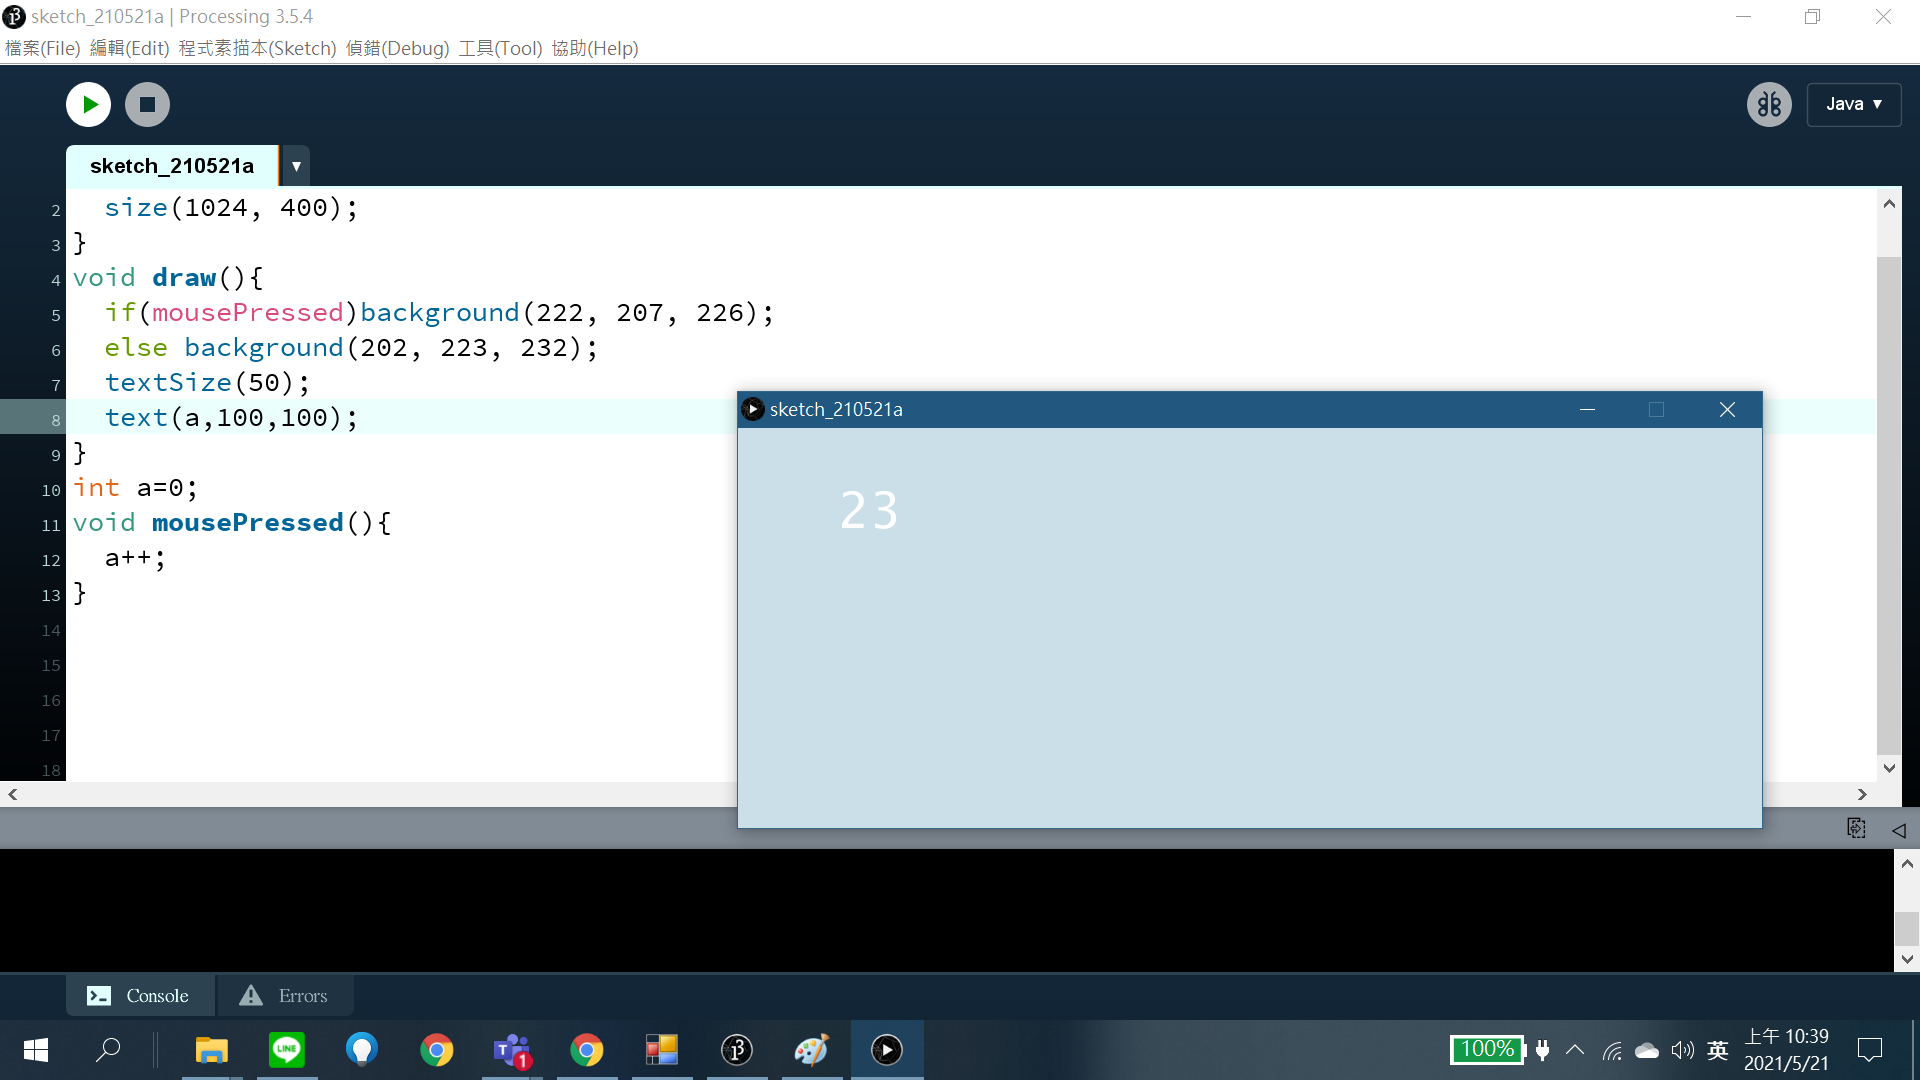 sketch_210521a | Processing 3.5.4
檔案(File) 編輯(Edit) 程式素描本(Sketch) 偵錯(Debug) 工具(Tool) 協助(Help)
Java ▼
sketch_210521a ▼
2 size(1024, 400);
3 }
4 void draw(){
5 if(mousePressed)background(222, 207, 226);
6 else background(202, 223, 232);
7 textSize(50);
8 text(a,100,100);
9 }
10 int a=0;
11 void mousePressed(){
12 a++;
13 }
14
15
16
17
18
sketch_210521a
23
Console Errors
LINE
T 1
100% 英
上午 10:39
2021/5/21